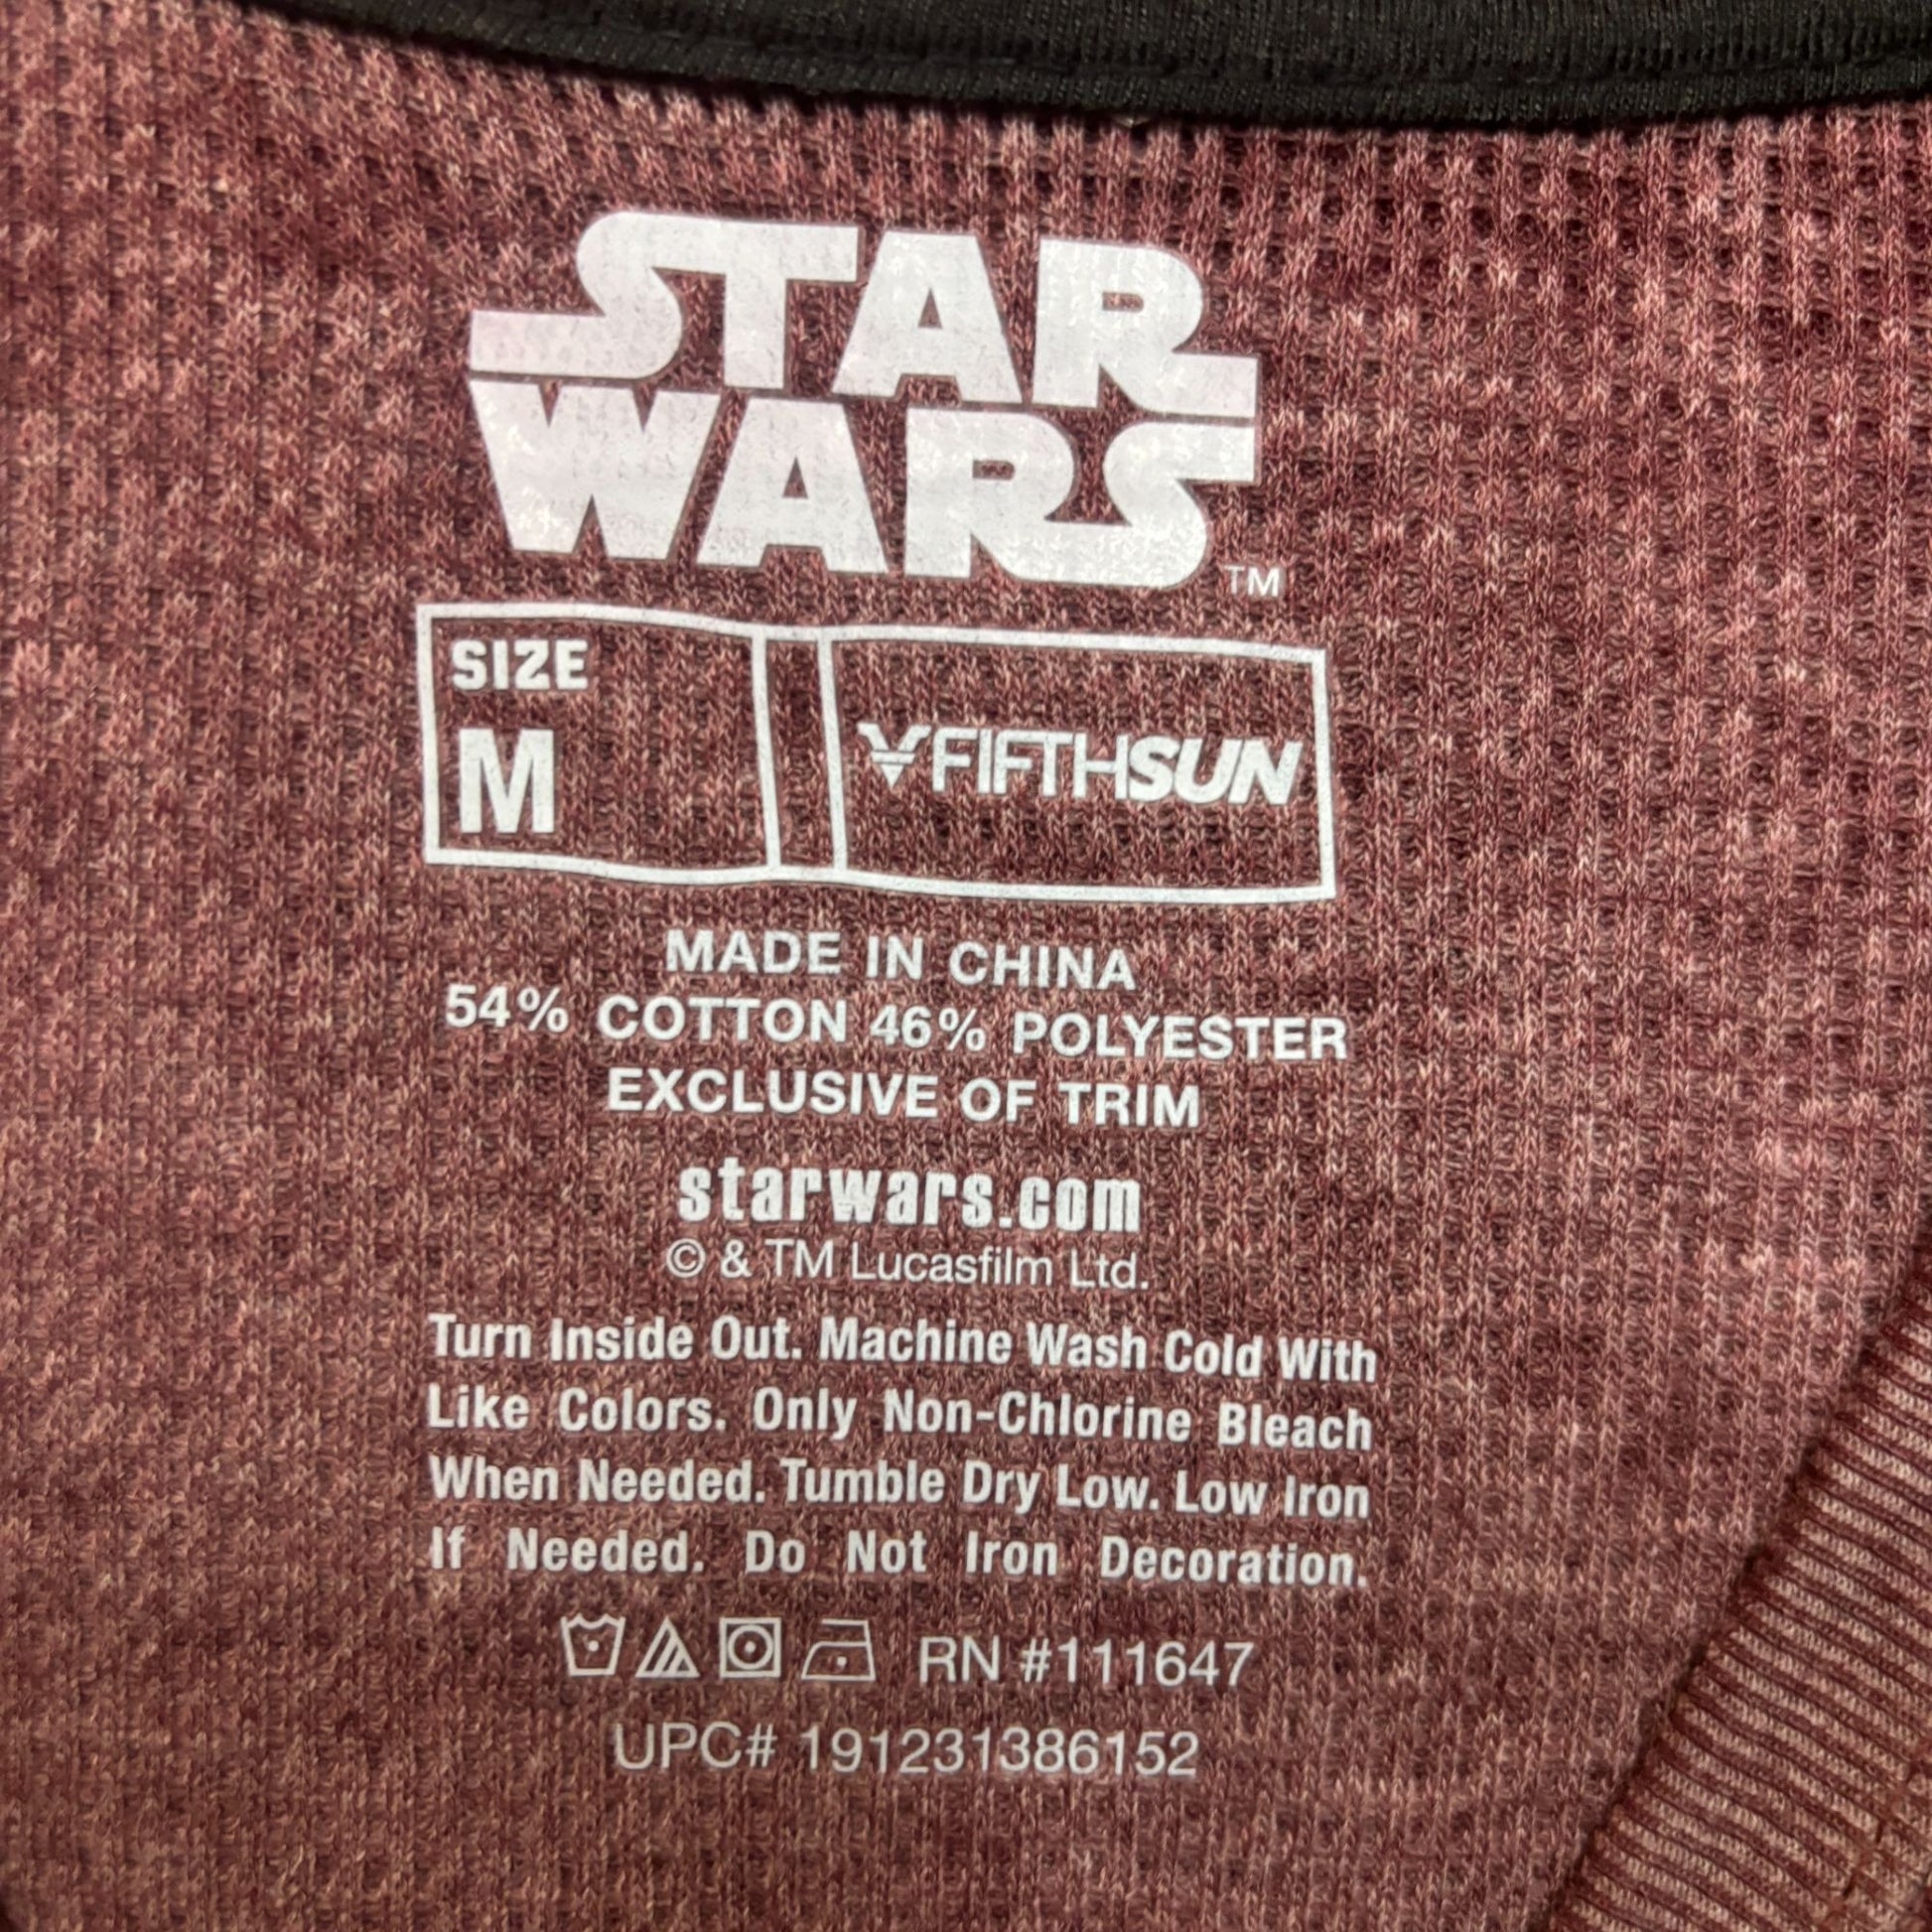 STAR
WARS
TM
SIZE
M
FIFTHSUN
MADE IN CHINA
54% COTTON 46% POLYESTER
EXCLUSIVE OF TRIM
starwars.com
© & TM Lucasfilm Ltd.
Turn Inside Out. Machine Wash Cold With
Like Colors. Only Non-Chlorine Bleach
When Needed. Tumble Dry Low. Low Iron
If Needed. Do Not Iron Decoration.
RN #111647
UPC# 191231386152